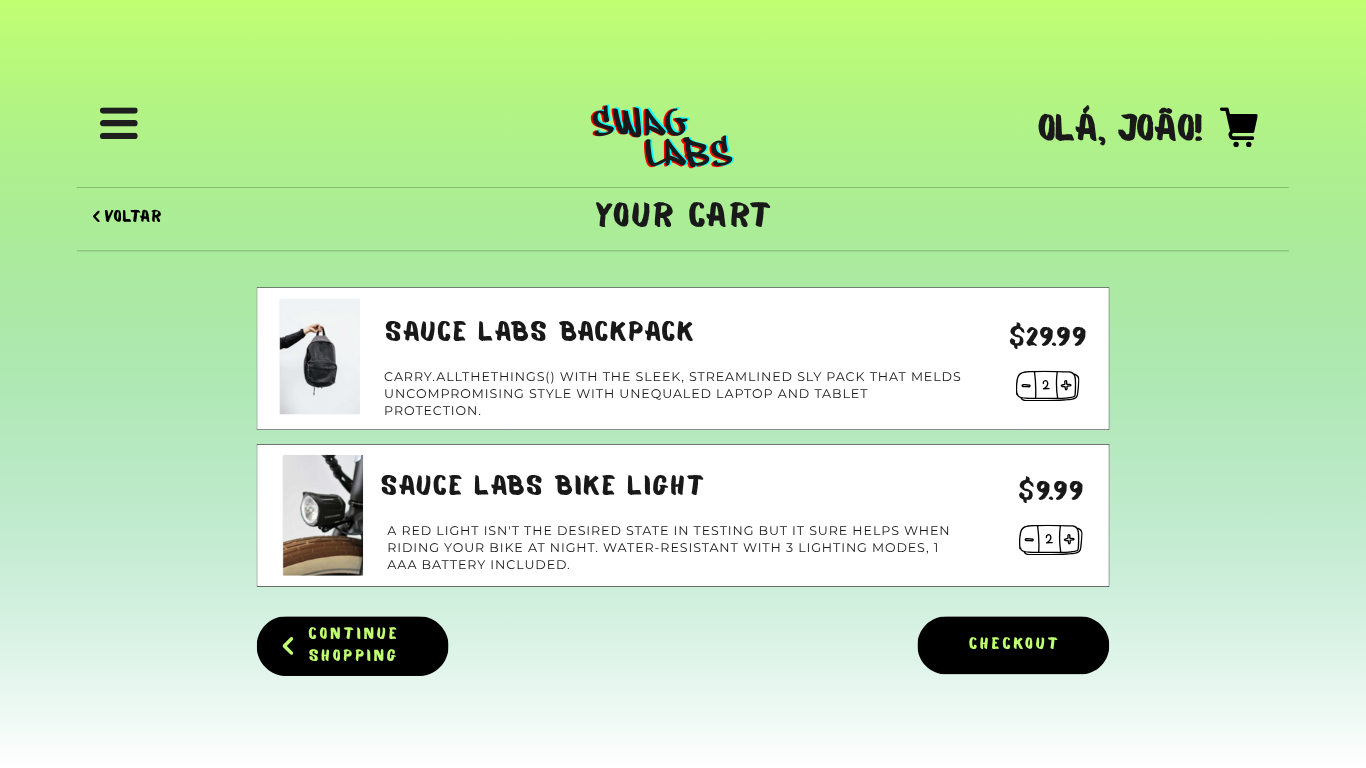 SWAG
LABS
OLÁ, JOÃO!
VOLTAR
YOUR CART
SAUCE LABS BACKPACK
$29.99
CARRY.ALLTHETHINGS() WITH THE SLEEK, STREAMLINED SLY PACK THAT MELDS
UNCOMPROMISING STYLE WITH UNEQUALED LAPTOP AND TABLET
PROTECTION.
- 2 +
SAUCE LABS BIKE LIGHT
$9.99
A RED LIGHT ISN'T THE DESIRED STATE IN TESTING BUT IT SURE HELPS WHEN
RIDING YOUR BIKE AT NIGHT. WATER-RESISTANT WITH 3 LIGHTING MODES, 1
AAA BATTERY INCLUDED.
- 2 +
CONTINUE
SHOPPING
CHECKOUT